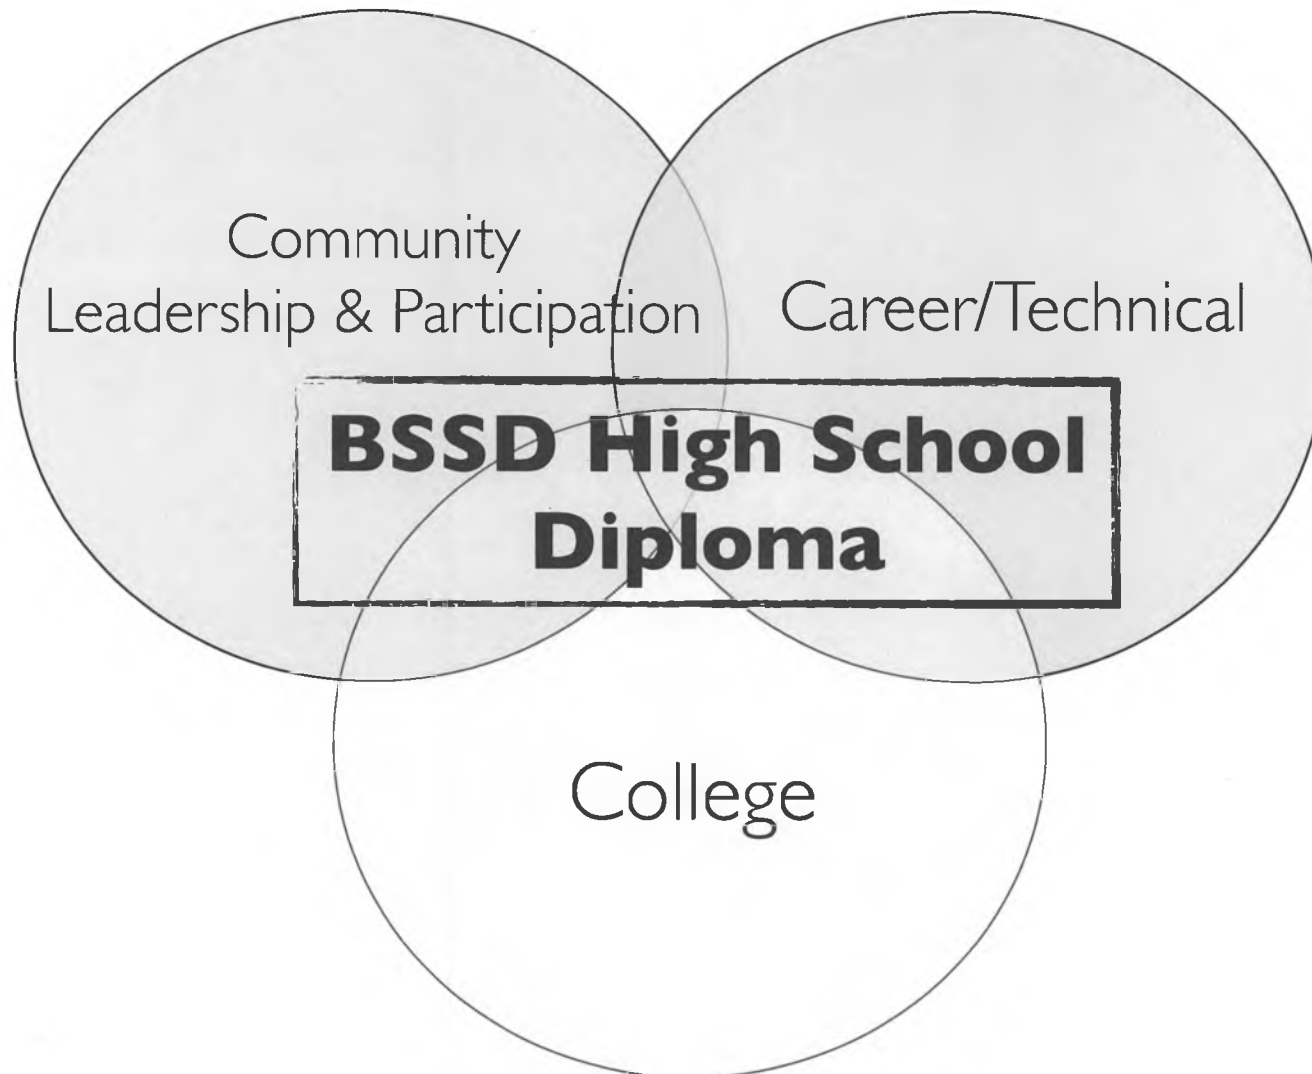 Community
Leadership & Participation
Career/Technical
BSSD High School
Diploma
College